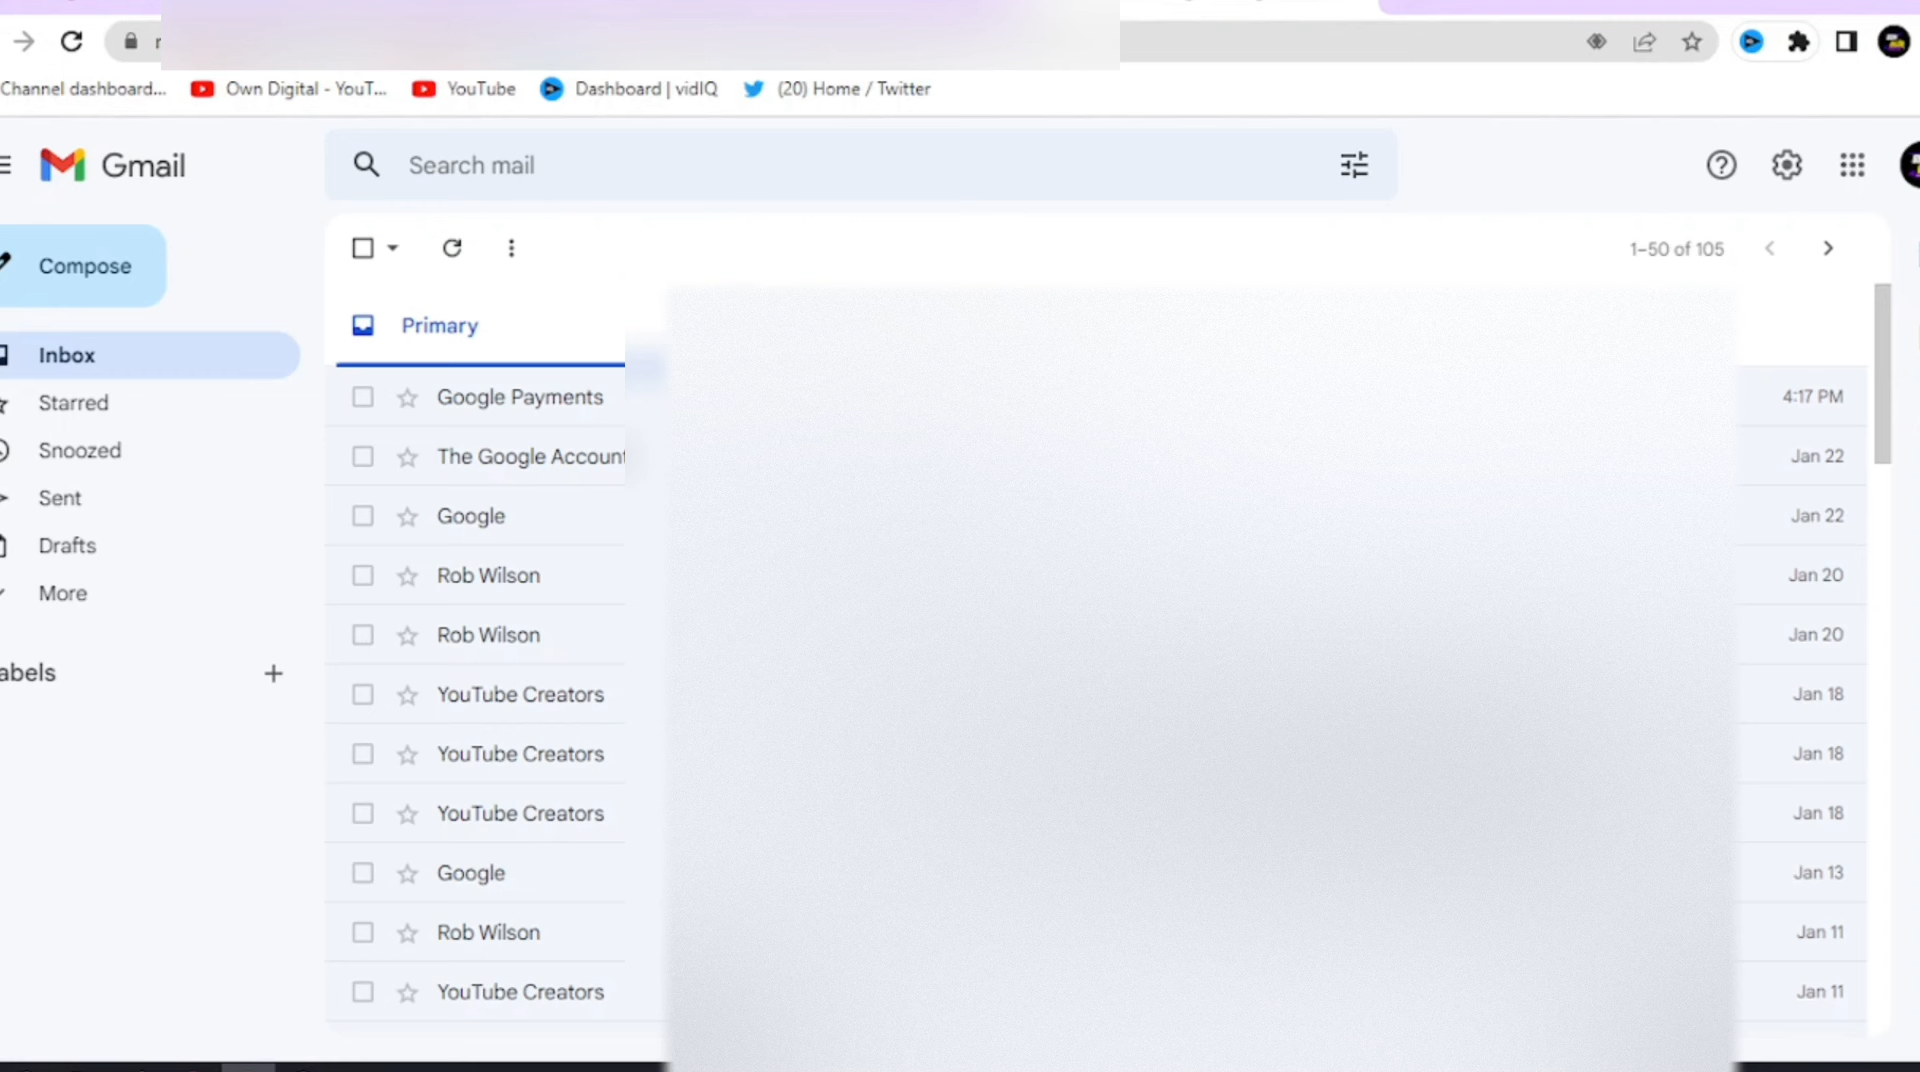 Channel dashboard... Own Digital - YouT... YouTube Dashboard | vidIQ (20) Home / Twitter
Gmail Search mail
1–50 of 105
Compose
Primary
Inbox
Starred
Snoozed
Sent
Drafts
More
abels
Google Payments 4:17 PM
The Google Account Jan 22
Google Jan 22
Rob Wilson Jan 20
Rob Wilson Jan 20
YouTube Creators Jan 18
YouTube Creators Jan 18
YouTube Creators Jan 18
Google Jan 13
Rob Wilson Jan 11
YouTube Creators Jan 11